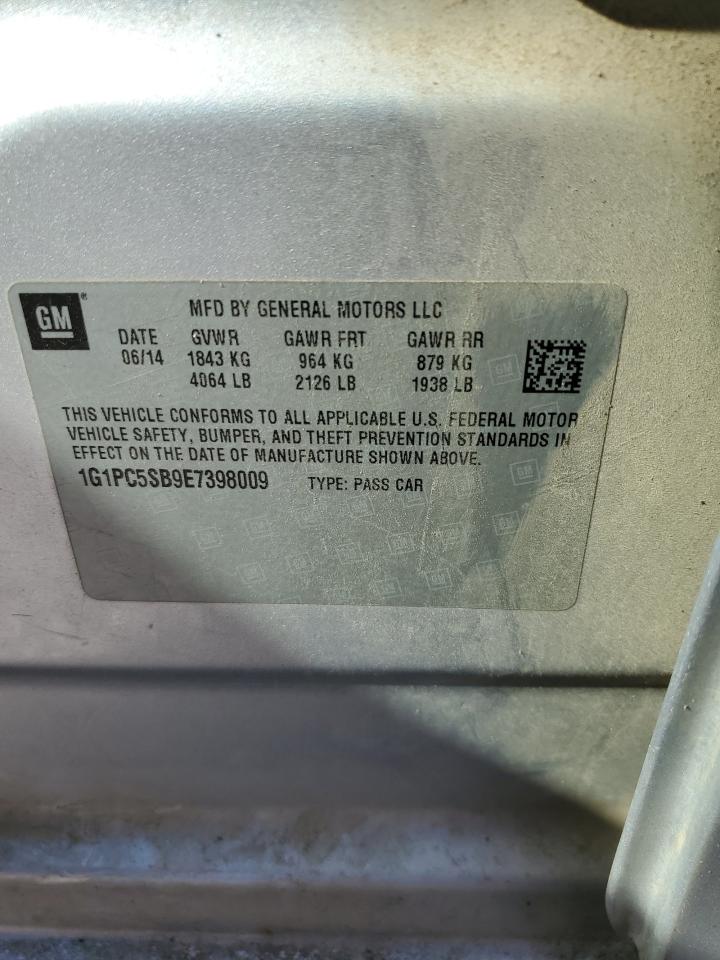 GM
MFD BY GENERAL MOTORS LLC
DATE GVWR GAWR FRT GAWR RR
06/14 1843 KG 964 KG 879 KG
4064 LB 2126 LB 1938 LB
THIS VEHICLE CONFORMS TO ALL APPLICABLE U.S. FEDERAL MOTOR
VEHICLE SAFETY, BUMPER, AND THEFT PREVENTION STANDARDS IN
EFFECT ON THE DATE OF MANUFACTURE SHOWN ABOVE.
1G1PC5SB9E7398009 TYPE: PASS CAR